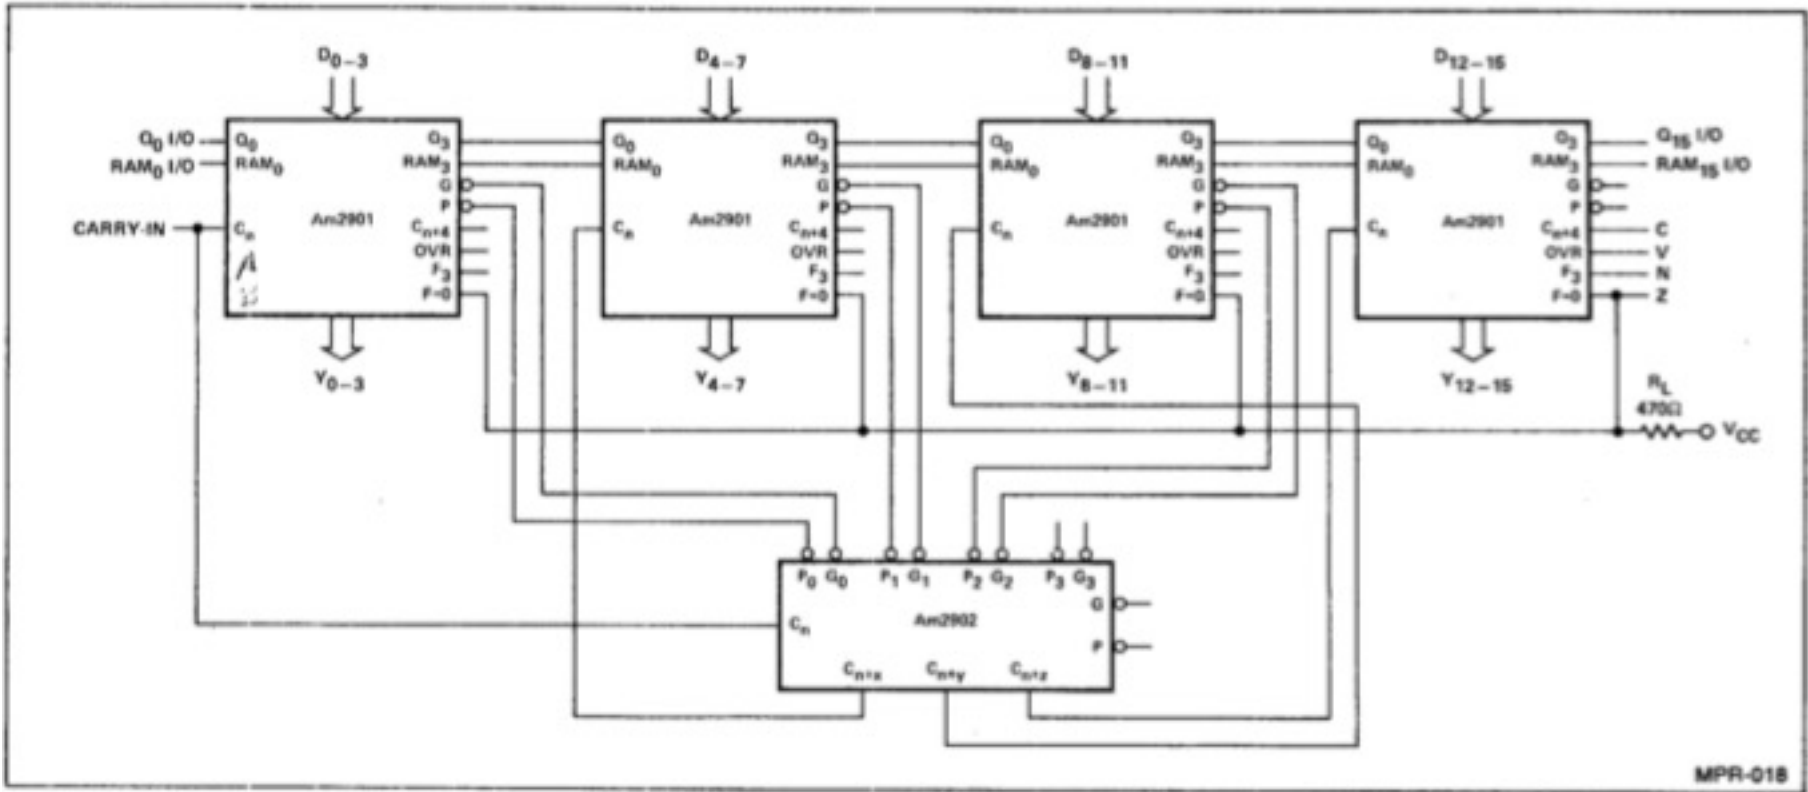 D0-3 D4-7 D8-11 D12-15
Q0 I/O Q0 Q3 Q0 Q3 Q0 Q3 Q0 Q3 Q15 I/O
RAM0 I/O RAM0 RAM3 RAM0 RAM3 RAM0 RAM3 RAM0 RAM3 RAM15 I/O
G G G G
P P P P
CARRY-IN Cn Am2901 Cn+4 Cn Am2901 Cn+4 Cn Am2901 Cn+4 Cn Am2901 Cn+4 C
OVR OVR OVR OVR V
F3 F3 F3 F3 N
F=0 F=0 F=0 F=0 Z
Y0-3 Y4-7 Y8-11 Y12-15
RL
470Ω
VCC
P0 G0 P1 G1 P2 G2 P3 G3
G
Cn Am2902
P
Cn+x Cn+y Cn+z
MPR-018